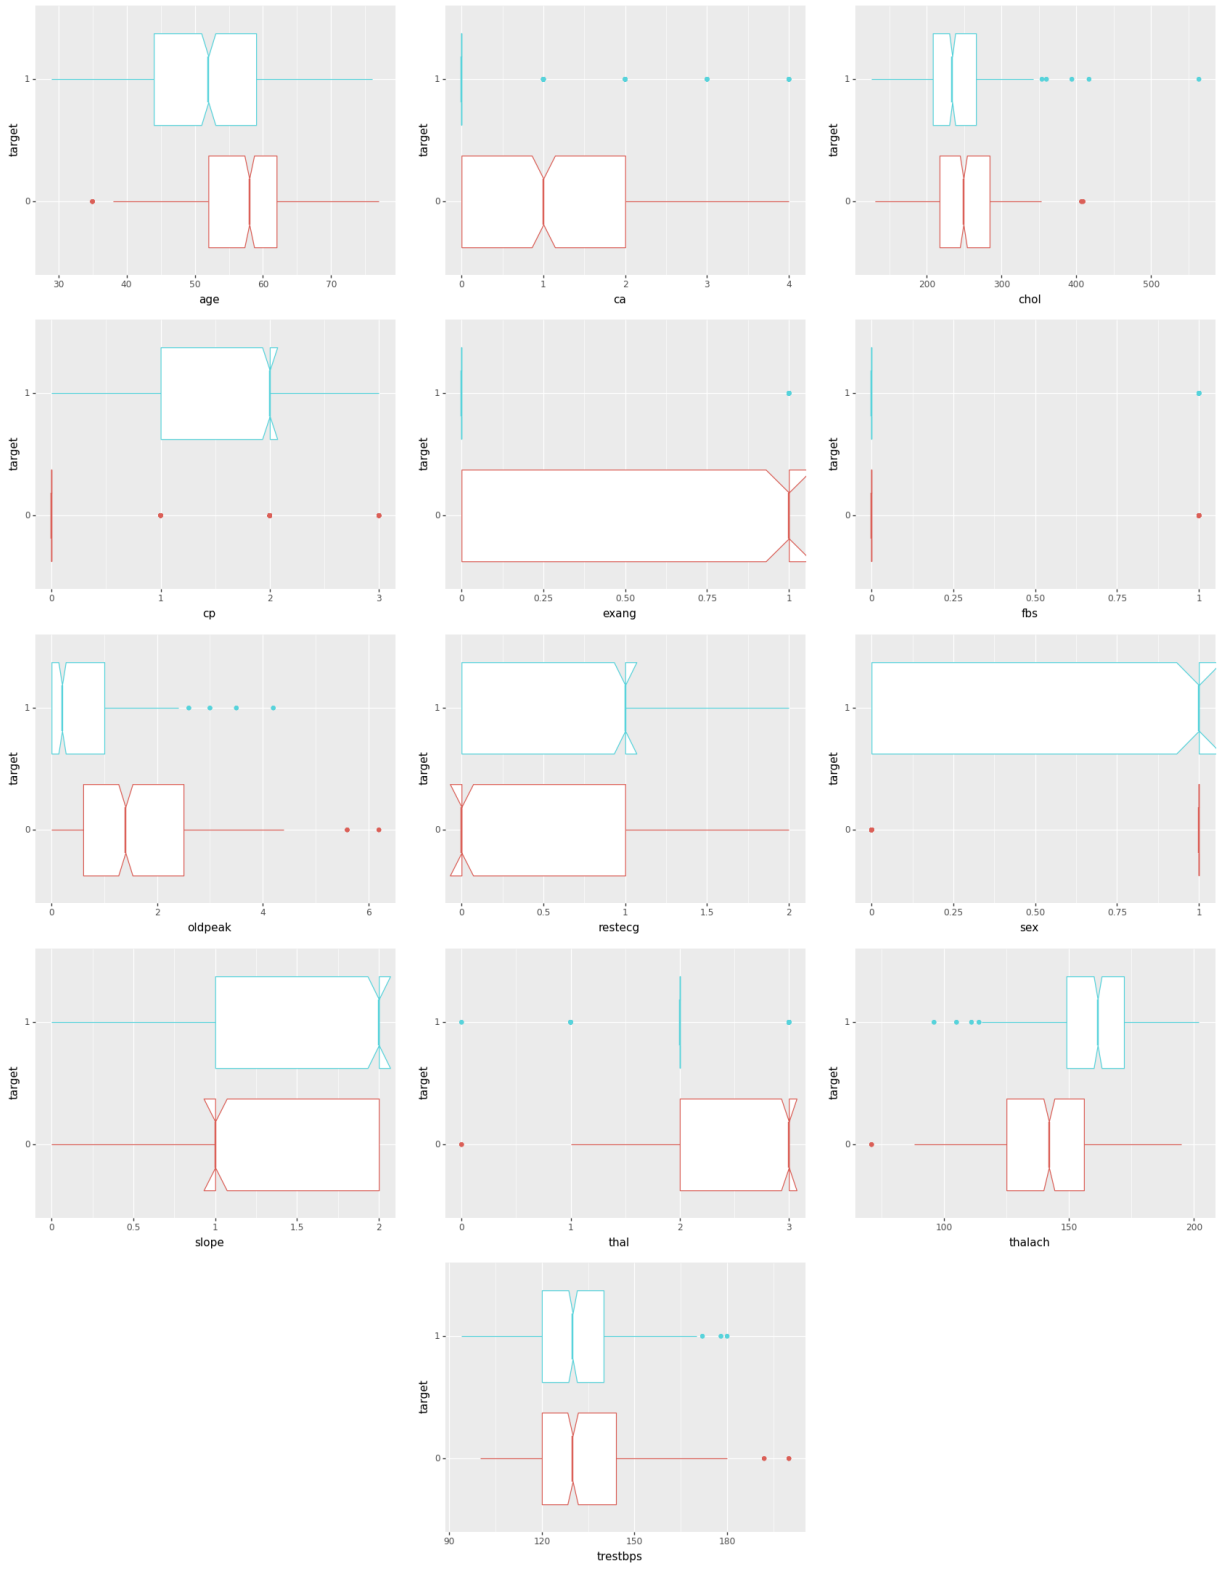 target
1
0
30 40 50 60 70
age
target
1
0
0 1 2 3 4
ca
target
1
0
200 300 400 500
chol
target
1
0
0 1 2 3
cp
target
1
0
0 0.25 0.50 0.75 1
exang
target
1
0
0 0.25 0.50 0.75 1
fbs
target
1
0
0 2 4 6
oldpeak
target
1
0
0 0.5 1 1.5 2
restecg
target
1
0
0 0.25 0.50 0.75 1
sex
target
1
0
0 0.5 1 1.5 2
slope
target
1
0
0 1 2 3
thal
target
1
0
100 150 200
thalach
target
1
0
90 120 150 180
trestbps